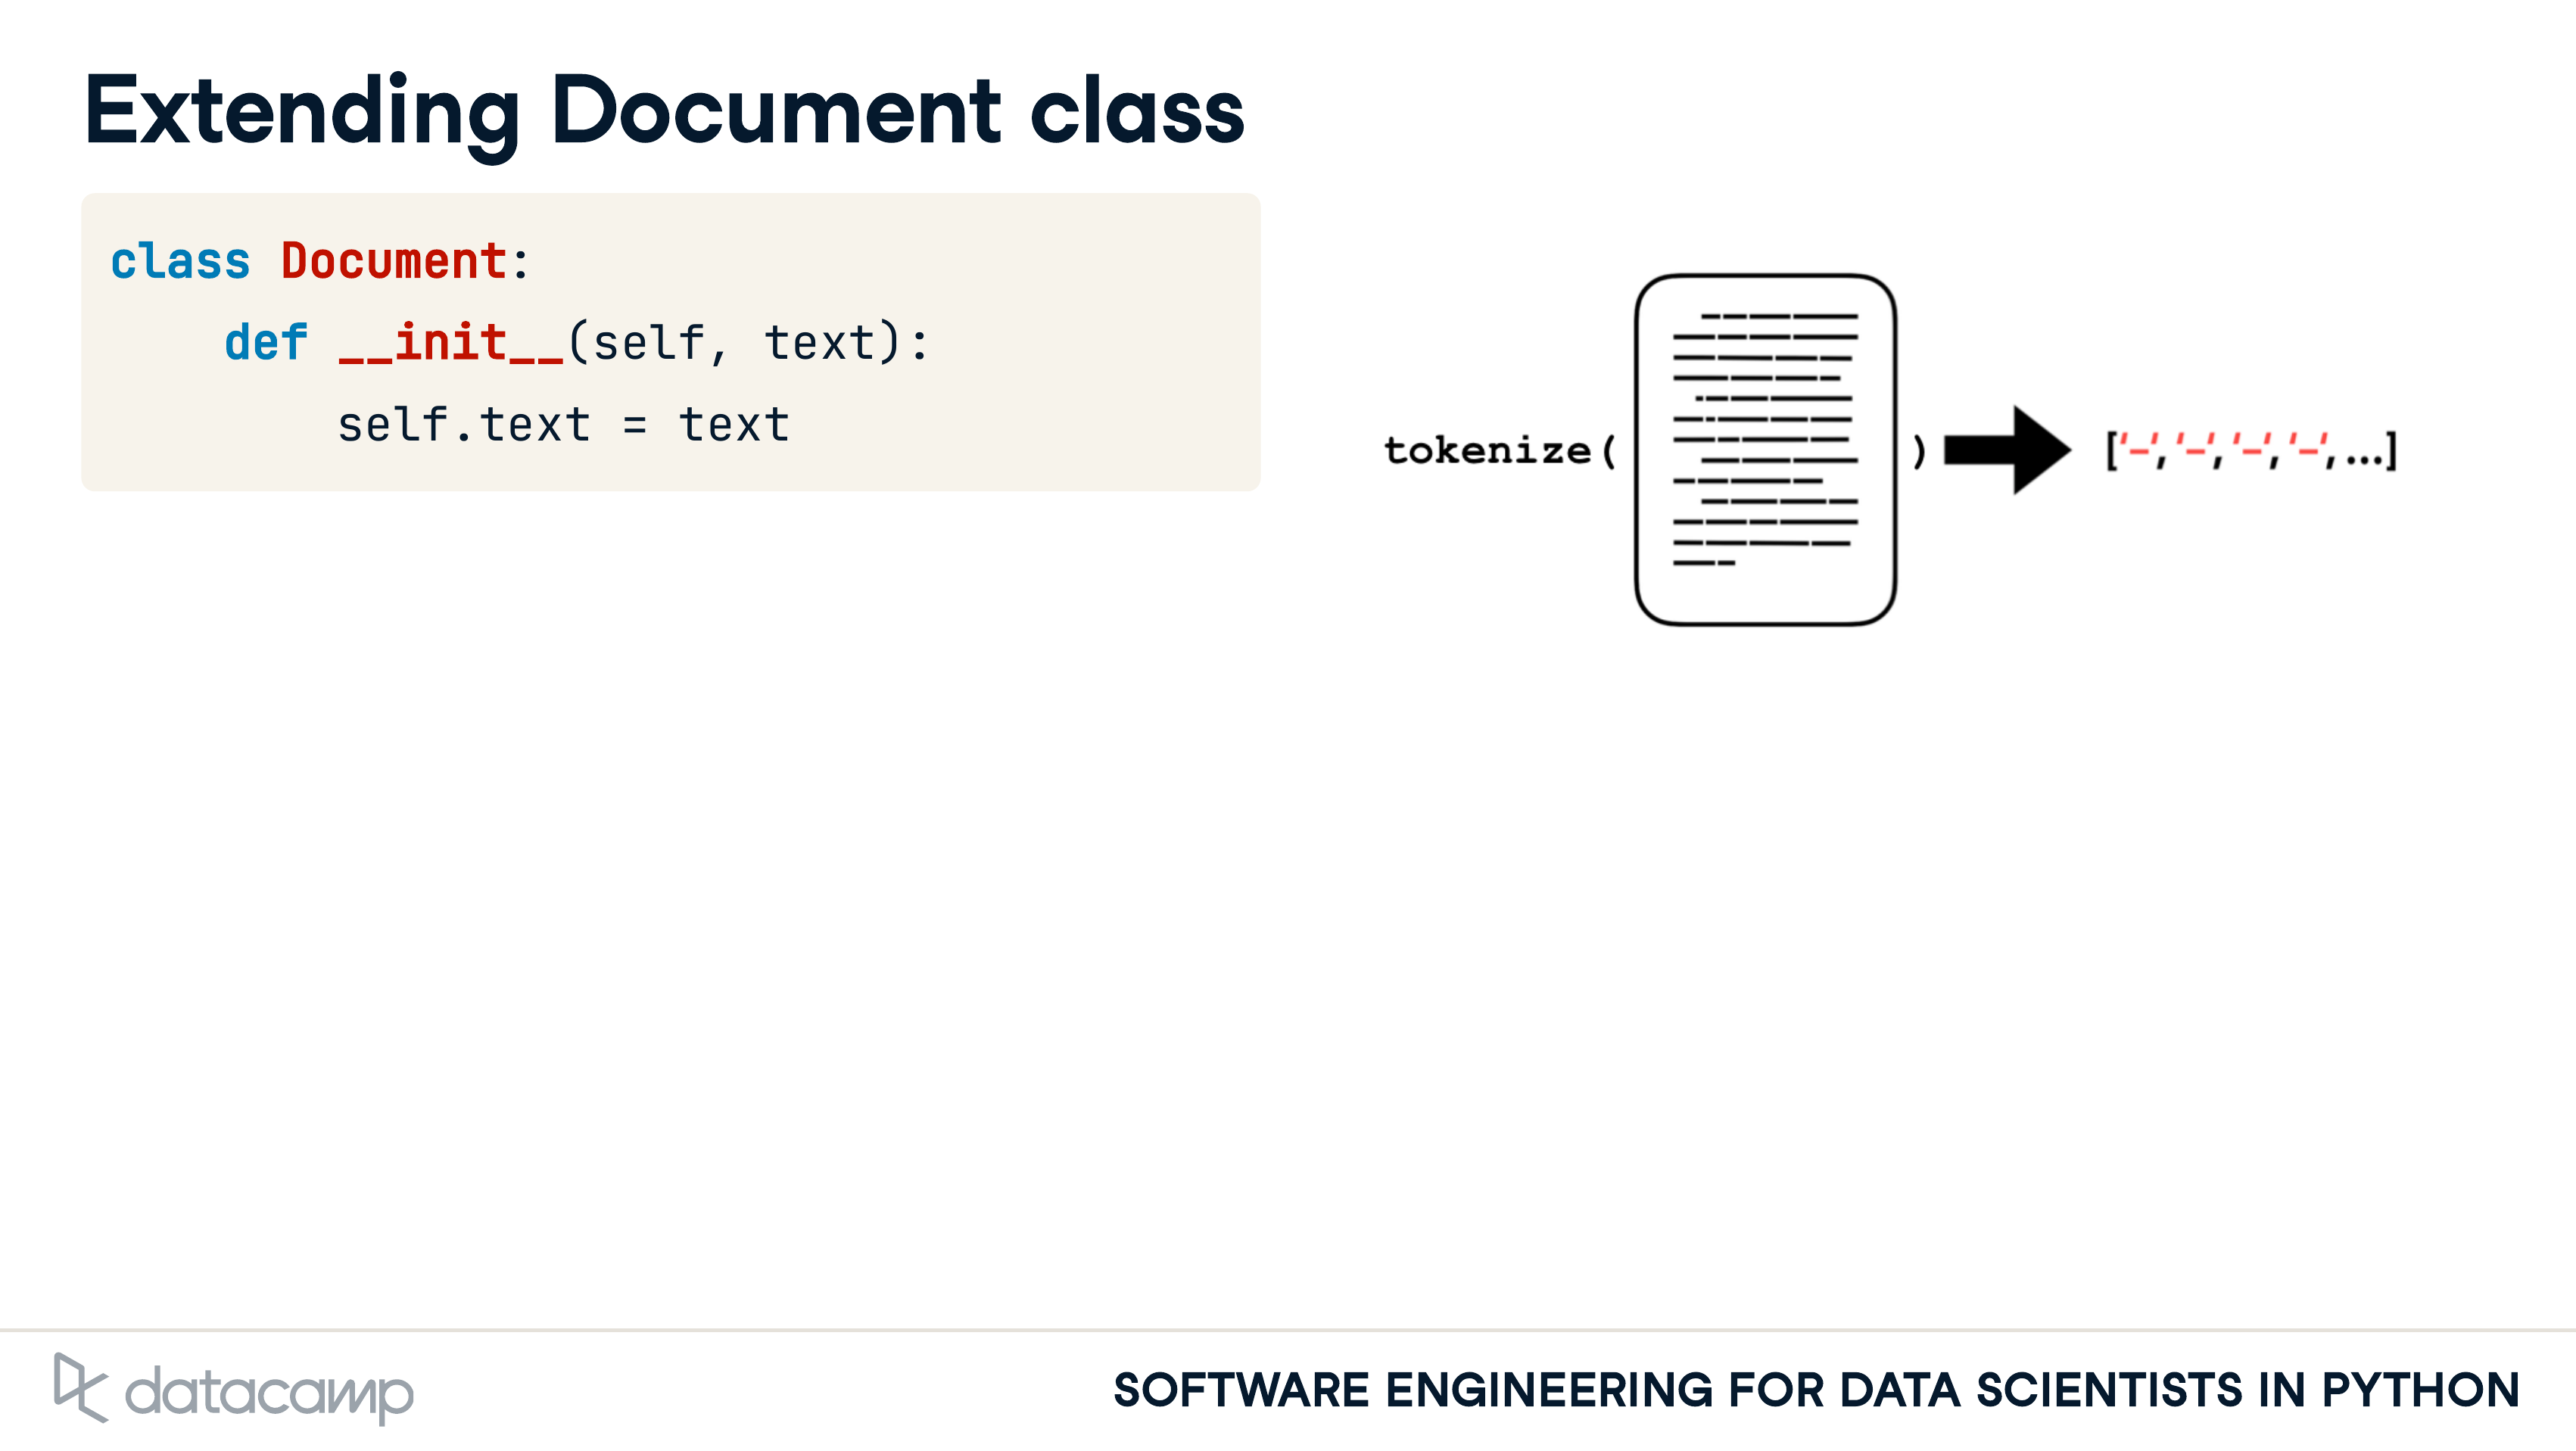 Extending Document class
class Document:
    def __init__(self, text):
        self.text = text
tokenize( ) [‘–‘, ‘–‘, ‘–‘, ‘–‘, ...]
datacamp
SOFTWARE ENGINEERING FOR DATA SCIENTISTS IN PYTHON